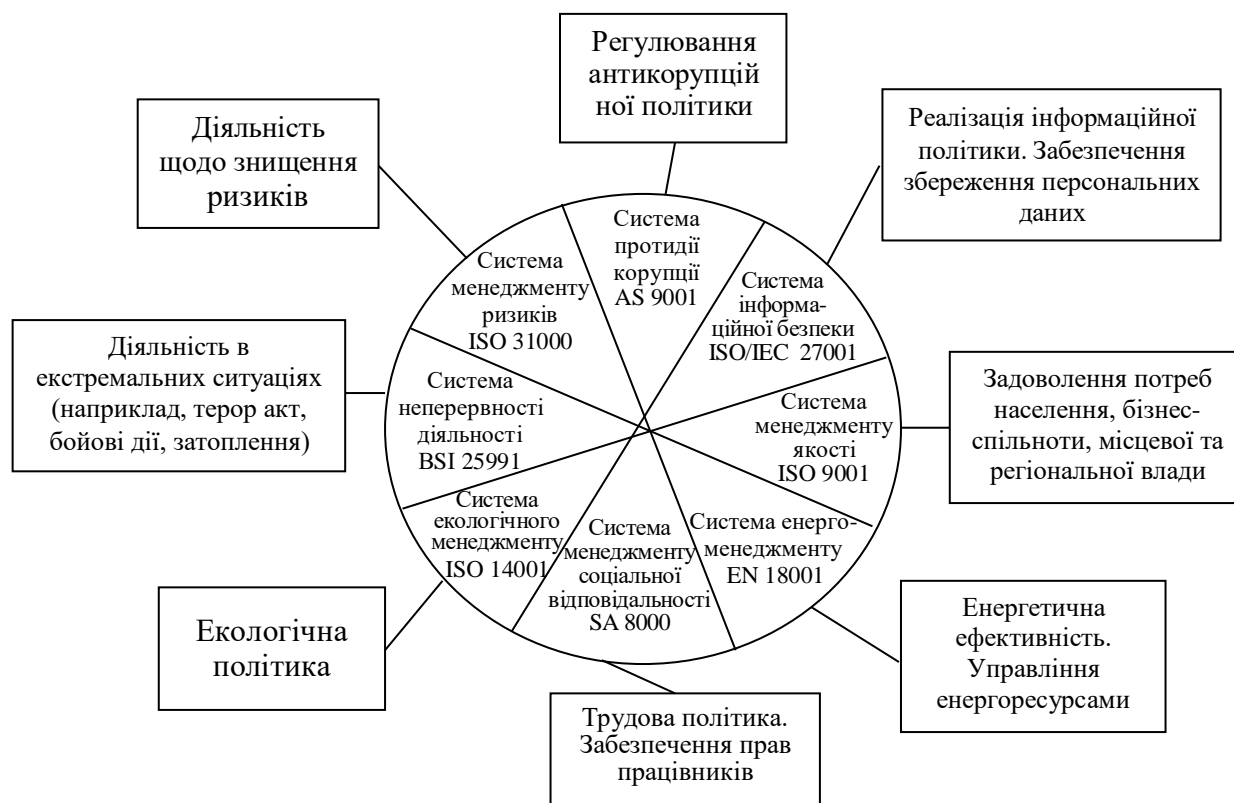 Регулювання
антикорупцій
ної політики
Діяльність
щодо знищення
ризиків
Реалізація інформаційної
політики. Забезпечення
збереження персональних
даних
Система
протидії
корупції
AS 9001
Система
менеджменту
ризиків
ISO 31000
Система
інформа-
ційної безпеки
ISO/IEC 27001
Діяльність в
екстремальних ситуаціях
(наприклад, терор акт,
бойові дії, затоплення)
Система
неперервності
діяльності
BSI 25991
Система
менеджменту
якості
ISO 9001
Задоволення потреб
населення, бізнес-
спільноти, місцевої та
регіональної влади
Система
екологічного
менеджменту
ISO 14001
Система
менеджменту
соціальної
відповідальності
SA 8000
Система енерго-
менеджменту
EN 18001
Екологічна
політика
Енергетична
ефективність.
Управління
енергоресурсами
Трудова політика.
Забезпечення прав
працівників